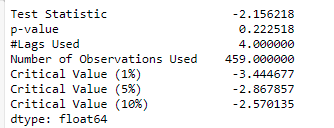 Test Statistic -2.156218
p-value 0.222518
#Lags Used 4.000000
Number of Observations Used 459.000000
Critical Value (1%) -3.444677
Critical Value (5%) -2.867857
Critical Value (10%) -2.570135
dtype: float64